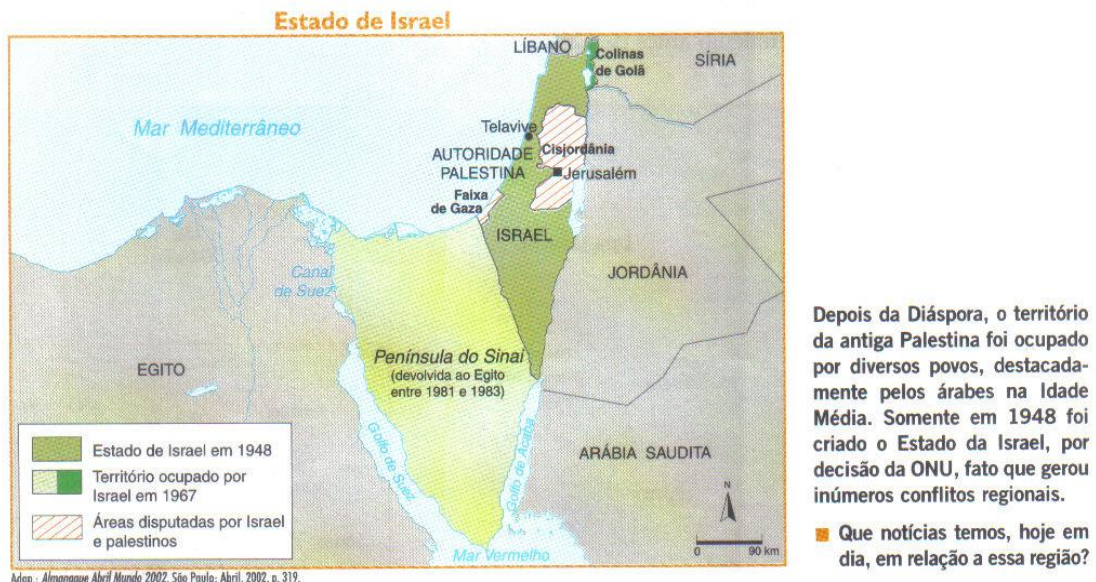 Estado de Israel
LÍBANO
Colinas
de Golã
SÍRIA
Mar Mediterrâneo
Telavive
Cisjordânia
AUTORIDADE
PALESTINA
Jerusalém
Faixa
de Gaza
ISRAEL
Canal
de Suez
JORDÂNIA
Península do Sinai
(devolvida ao Egito
entre 1981 e 1983)
EGITO
Golfo de Suez
Golfo de Acaba
ARÁBIA SAUDITA
Mar Vermelho
N
0 90 km
Estado de Israel em 1948
Território ocupado por
Israel em 1967
Áreas disputadas por Israel
e palestinos
Adap.: Almanaque Abril Mundo 2002. São Paulo: Abril, 2002, p. 319.
Depois da Diáspora, o território
da antiga Palestina foi ocupado
por diversos povos, destacada-
mente pelos árabes na Idade
Média. Somente em 1948 foi
criado o Estado da Israel, por
decisão da ONU, fato que gerou
inúmeros conflitos regionais.
Que notícias temos, hoje em
dia, em relação a essa região?